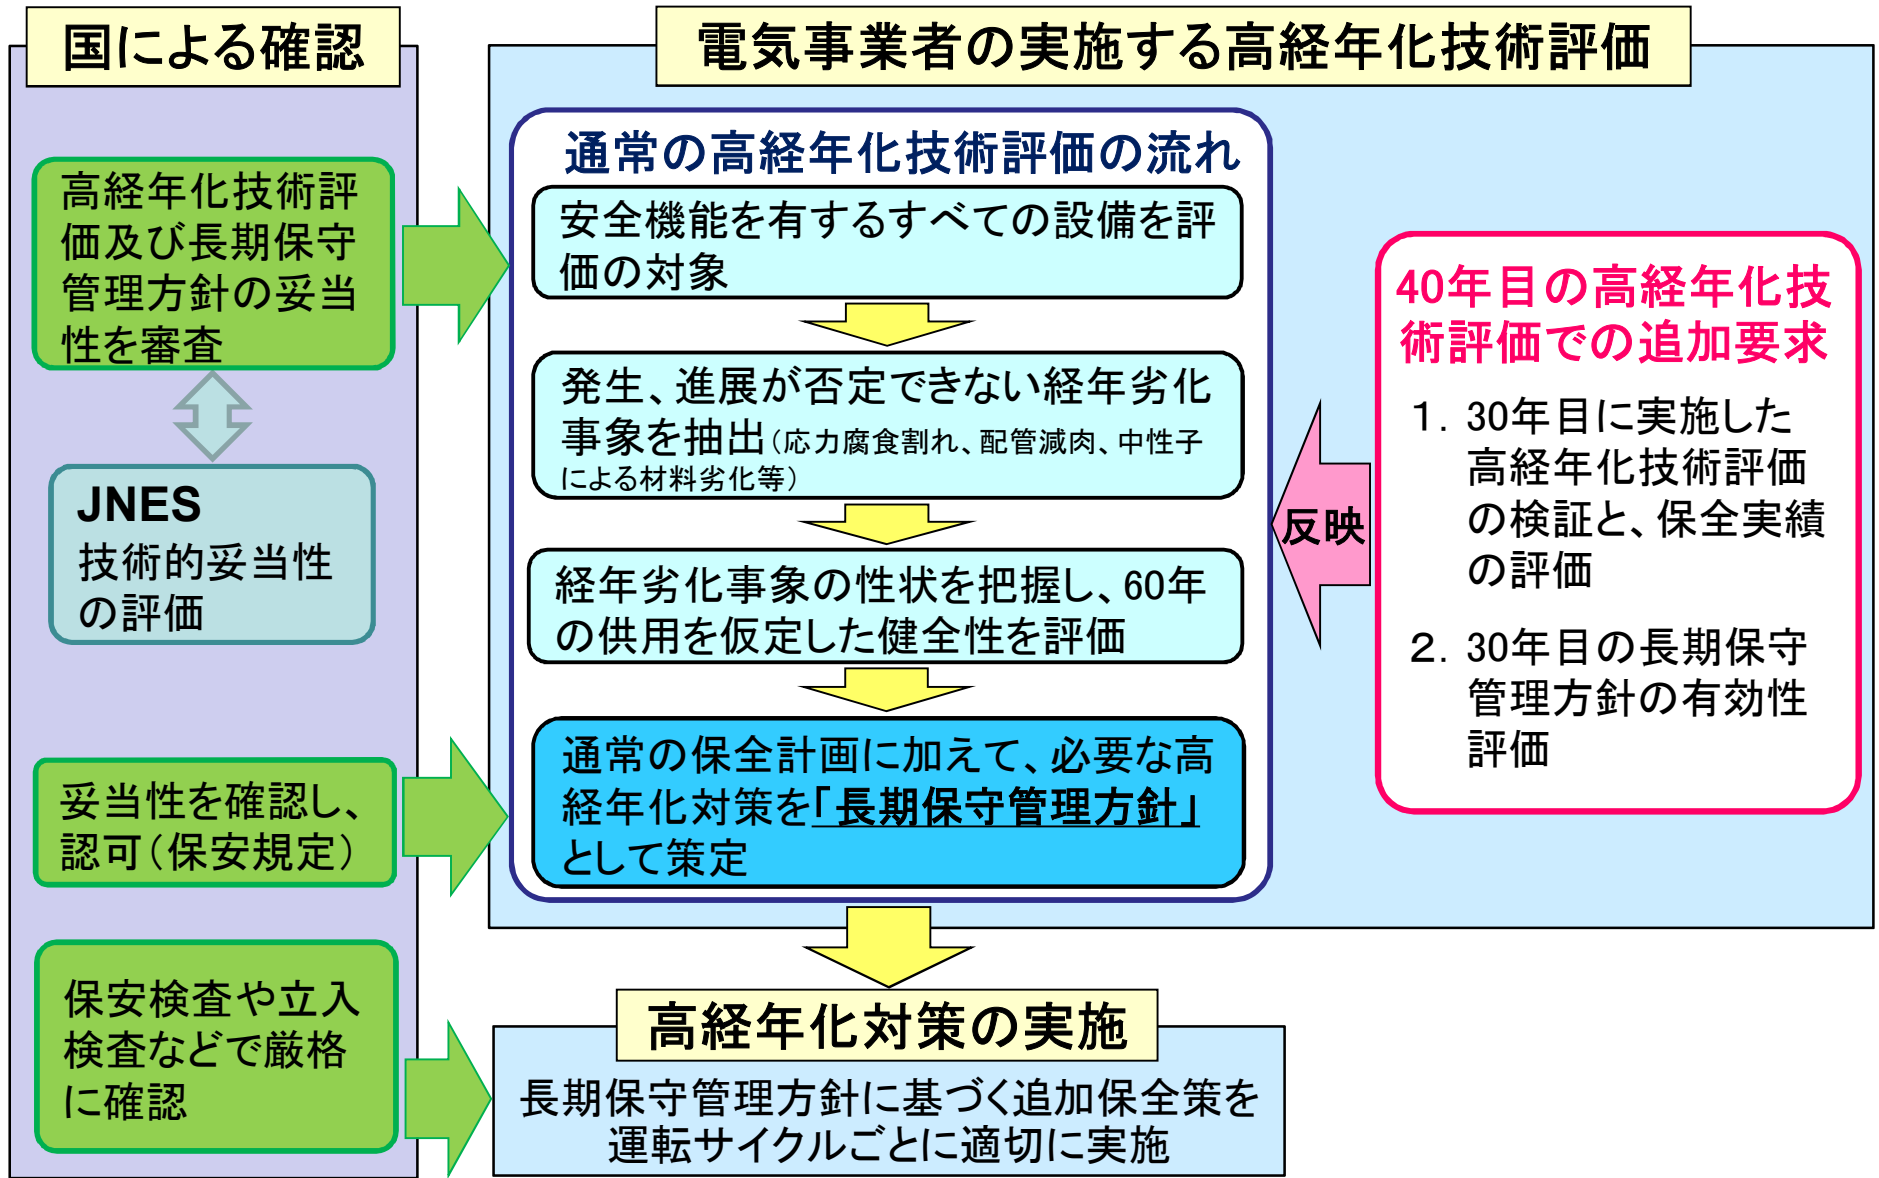 国による確認
高経年化技術評
価及び長期保守
管理方針の妥当
性を審査
JNES
技術的妥当性
の評価
妥当性を確認し、
認可（保安規定）
保安検査や立入
検査などで厳格
に確認
電気事業者の実施する高経年化技術評価
通常の高経年化技術評価の流れ
安全機能を有するすべての設備を評
価の対象
発生、進展が否定できない経年劣化
事象を抽出（応力腐食割れ、配管減肉、中性子
による材料劣化等）
経年劣化事象の性状を把握し、60年
の供用を仮定した健全性を評価
通常の保全計画に加えて、必要な高
経年化対策を「長期保守管理方針」
として策定
反映
40年目の高経年化技
術評価での追加要求
１．30年目に実施した
高経年化技術評価
の検証と、保全実績
の評価
２．30年目の長期保守
管理方針の有効性
評価
高経年化対策の実施
長期保守管理方針に基づく追加保全策を
運転サイクルごとに適切に実施